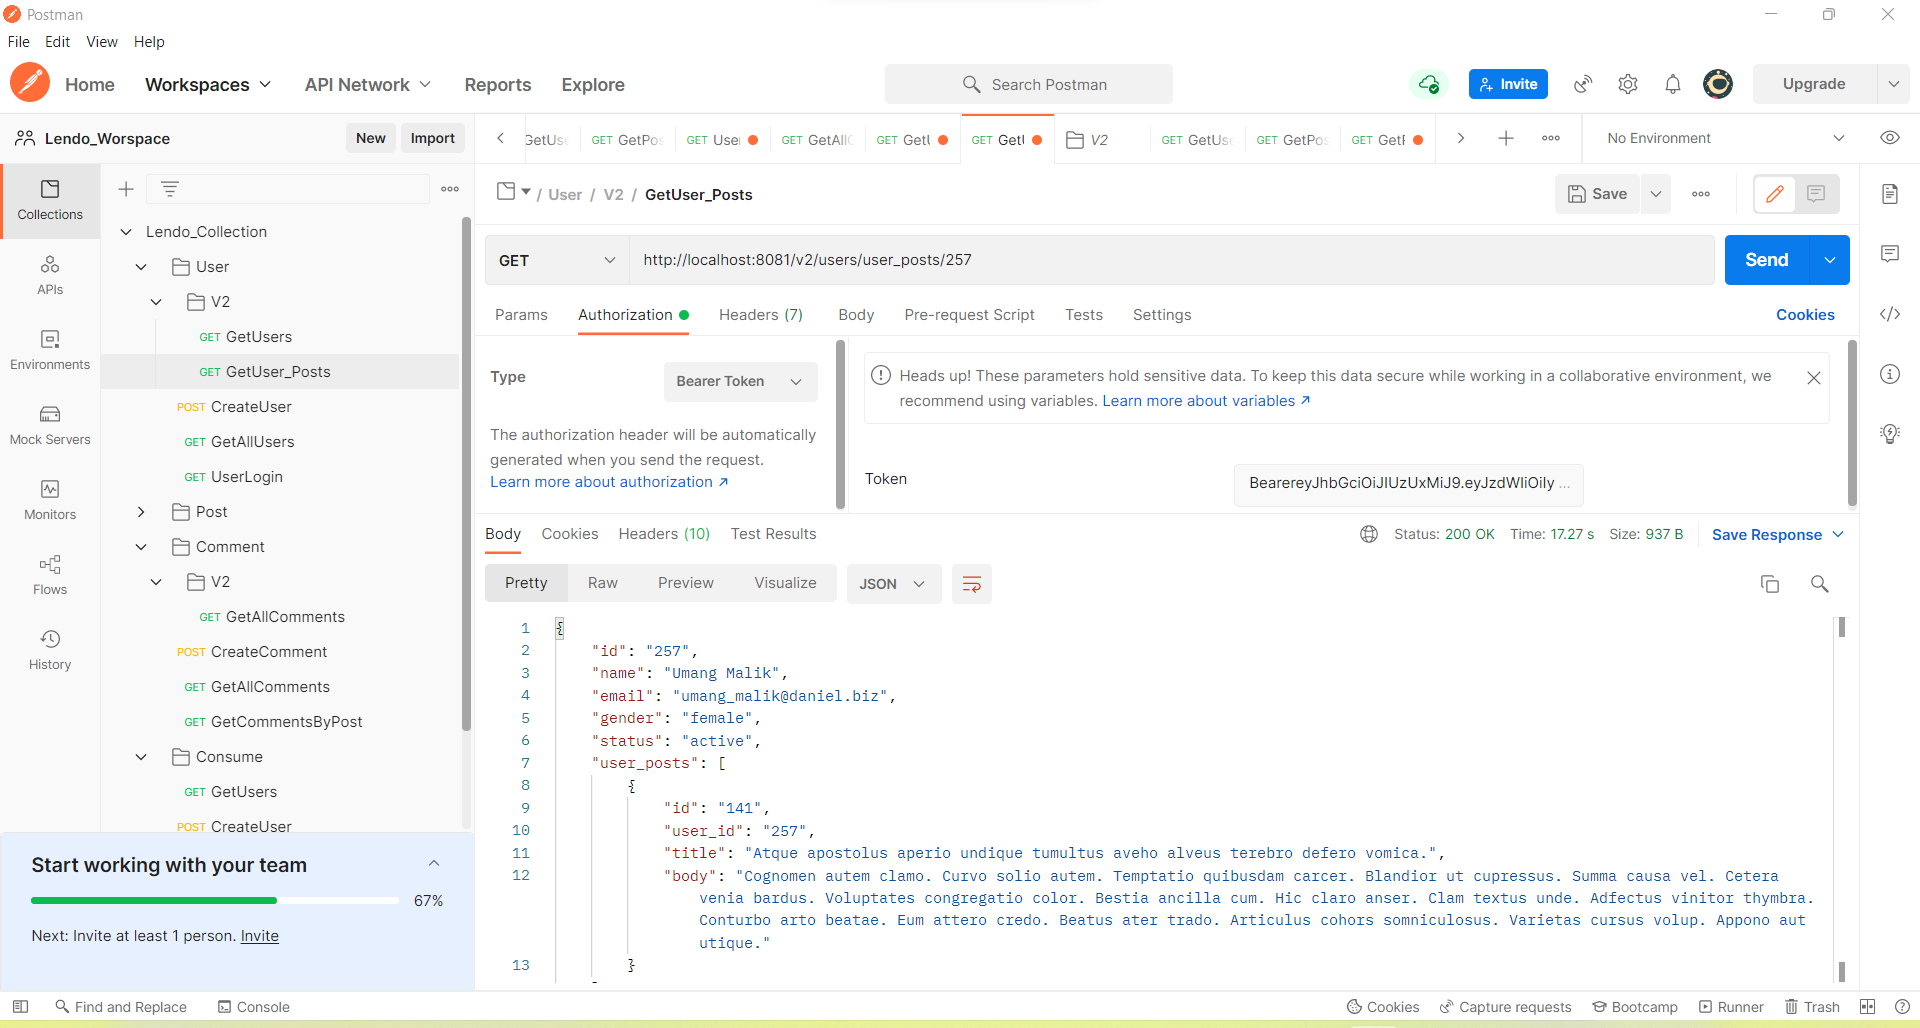 Postman
File Edit View Help
Home Workspaces API Network Reports Explore
Search Postman
Invite
Upgrade
Lendo_Worspace
New Import
GetUse GET GetPos GET User GET GetAllC GET GetU GET GetU V2 GET GetUse GET GetPos GET GetP
No Environment
Collections
APIs
Environments
Mock Servers
Monitors
Flows
History
Lendo_Collection
User
V2
GET GetUsers
GET GetUser_Posts
POST CreateUser
GET GetAllUsers
GET UserLogin
Post
Comment
V2
GET GetAllComments
POST CreateComment
GET GetAllComments
GET GetCommentsByPost
Consume
GET GetUsers
POST CreateUser
Start working with your team
67%
Next: Invite at least 1 person. Invite
/ User / V2 / GetUser_Posts
Save
GET http://localhost:8081/v2/users/user_posts/257
Send
Params Authorization Headers (7) Body Pre-request Script Tests Settings
Cookies
Type
Bearer Token
The authorization header will be automatically
generated when you send the request.
Learn more about authorization ↗
Heads up! These parameters hold sensitive data. To keep this data secure while working in a collaborative environment, we
recommend using variables. Learn more about variables ↗
Token
BearereyJhbGciOiJIUzUxMiJ9.eyJzdWIiOily ...
Body Cookies Headers (10) Test Results
Status: 200 OK Time: 17.27 s Size: 937 B
Save Response
Pretty Raw Preview Visualize
JSON
1 {
2 "id": "257",
3 "name": "Umang Malik",
4 "email": "umang_malik@daniel.biz",
5 "gender": "female",
6 "status": "active",
7 "user_posts": [
8 {
9 "id": "141",
10 "user_id": "257",
11 "title": "Atque apostolus aperio undique tumultus aveho alveus terebro defero vomica.",
12 "body": "Cognomen autem clamo. Curvo solio autem. Temptatio quibusdam carcer. Blandior ut cupressus. Summa causa vel. Cetera
venia bardus. Voluptates congregatio color. Bestia ancilla cum. Hic claro anser. Clam textus unde. Adfectus vinitor thymbra.
Conturbo arto beatae. Eum attero credo. Beatus ater trado. Articulus cohors somniculosus. Varietas cursus volup. Appono aut
utique."
13 }
Find and Replace Console
Cookies Capture requests Bootcamp Runner Trash